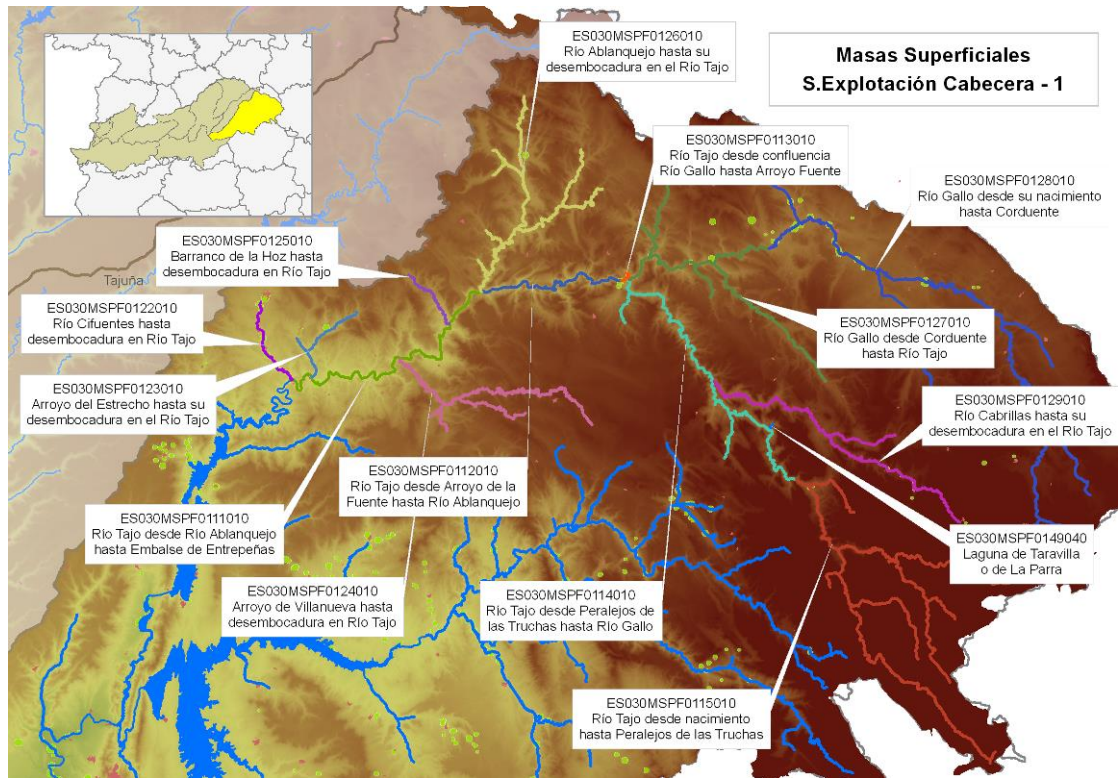 Masas Superficiales
S.Explotación Cabecera - 1
ES030MSPF0126010
Río Ablanquejo hasta su
desembocadura en el Río Tajo
ES030MSPF0113010
Río Tajo desde confluencia
Río Gallo hasta Arroyo Fuente
ES030MSPF0128010
Río Gallo desde su nacimiento
hasta Corduente
ES030MSPF0125010
Barranco de la Hoz hasta
desembocadura en Río Tajo
Tajuña
ES030MSPF0122010
Río Cifuentes hasta
desembocadura en Río Tajo
ES030MSPF0127010
Río Gallo desde Corduente
hasta Río Tajo
ES030MSPF0123010
Arroyo del Estrecho hasta su
desembocadura en el Río Tajo
ES030MSPF0129010
Río Cabrillas hasta su
desembocadura en el Río Tajo
ES030MSPF0112010
Río Tajo desde Arroyo de la
Fuente hasta Río Ablanquejo
ES030MSPF0111010
Río Tajo desde Río Ablanquejo
hasta Embalse de Entrepeñas
ES030MSPF0149040
Laguna de Taravilla
o de La Parra
ES030MSPF0124010
Arroyo de Villanueva hasta
desembocadura en Río Tajo
ES030MSPF0114010
Río Tajo desde Peralejos de
las Truchas hasta Río Gallo
ES030MSPF0115010
Río Tajo desde nacimiento
hasta Peralejos de las Truchas